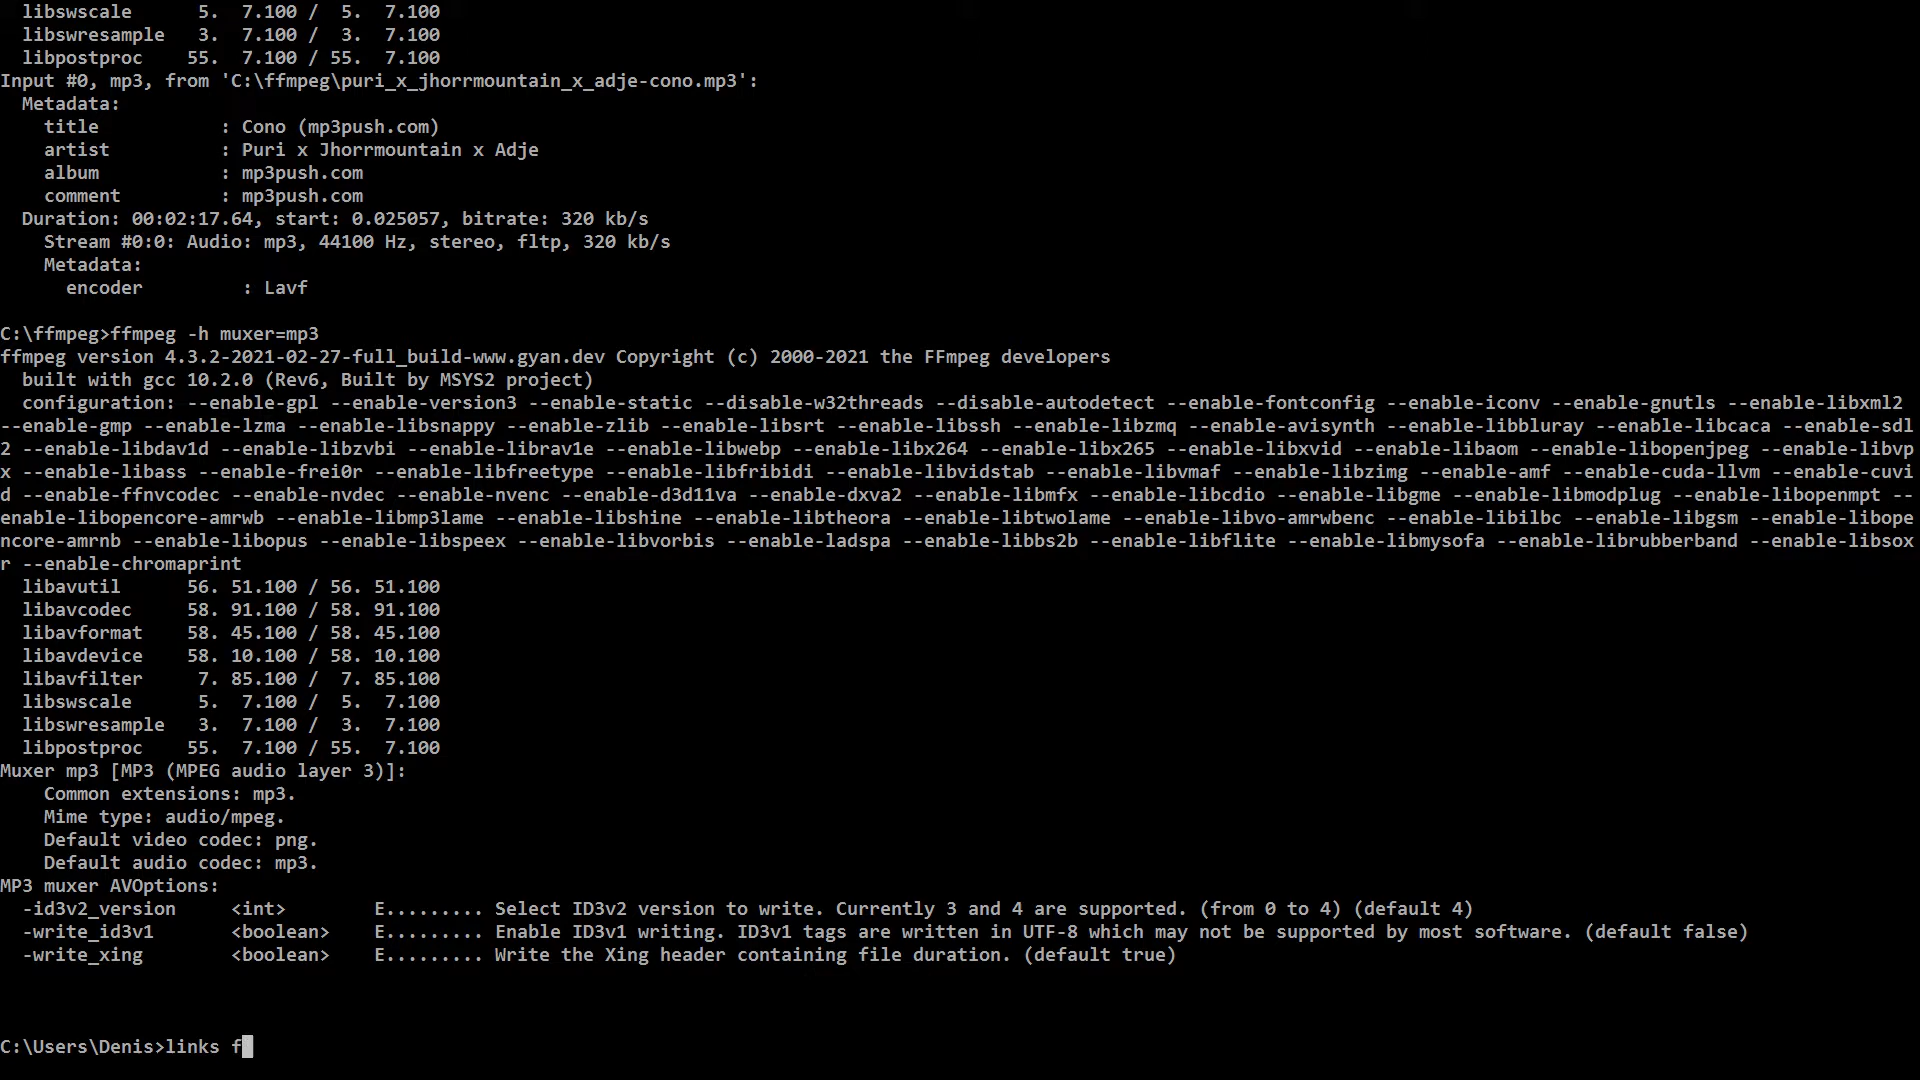 libswscale 5. 7.100 / 5. 7.100
libswresample 3. 7.100 / 3. 7.100
libpostproc 55. 7.100 / 55. 7.100
Input #0, mp3, from 'C:\ffmpeg\puri_x_jhorrmountain_x_adje-cono.mp3':
Metadata:
title : Cono (mp3push.com)
artist : Puri x Jhorrmountain x Adje
album : mp3push.com
comment : mp3push.com
Duration: 00:02:17.64, start: 0.025057, bitrate: 320 kb/s
Stream #0:0: Audio: mp3, 44100 Hz, stereo, fltp, 320 kb/s
Metadata:
encoder : Lavf
C:\ffmpeg>ffmpeg -h muxer=mp3
ffmpeg version 4.3.2-2021-02-27-full_build-www.gyan.dev Copyright (c) 2000-2021 the FFmpeg developers
built with gcc 10.2.0 (Rev6, Built by MSYS2 project)
configuration: --enable-gpl --enable-version3 --enable-static --disable-w32threads --disable-autodetect --enable-fontconfig --enable-iconv --enable-gnutls --enable-libxml2
--enable-gmp --enable-lzma --enable-libsnappy --enable-zlib --enable-libsrt --enable-libssh --enable-libzmq --enable-avisynth --enable-libbluray --enable-libcaca --enable-sdl
2 --enable-libdav1d --enable-libzvbi --enable-librav1e --enable-libwebp --enable-libx264 --enable-libx265 --enable-libxvid --enable-libaom --enable-libopenjpeg --enable-libvp
x --enable-libass --enable-frei0r --enable-libfreetype --enable-libfribidi --enable-libvidstab --enable-libvmaf --enable-libzimg --enable-amf --enable-cuda-llvm --enable-cuvi
d --enable-ffnvcodec --enable-nvdec --enable-nvenc --enable-d3d11va --enable-dxva2 --enable-libmfx --enable-libcdio --enable-libgme --enable-libmodplug --enable-libopenmpt --
enable-libopencore-amrwb --enable-libmp3lame --enable-libshine --enable-libtheora --enable-libtwolame --enable-libvo-amrwbenc --enable-libilbc --enable-libgsm --enable-libope
ncore-amrnb --enable-libopus --enable-libspeex --enable-libvorbis --enable-ladspa --enable-libbs2b --enable-libflite --enable-libmysofa --enable-librubberband --enable-libsox
r --enable-chromaprint
libavutil 56. 51.100 / 56. 51.100
libavcodec 58. 91.100 / 58. 91.100
libavformat 58. 45.100 / 58. 45.100
libavdevice 58. 10.100 / 58. 10.100
libavfilter 7. 85.100 / 7. 85.100
libswscale 5. 7.100 / 5. 7.100
libswresample 3. 7.100 / 3. 7.100
libpostproc 55. 7.100 / 55. 7.100
Muxer mp3 [MP3 (MPEG audio layer 3)]:
Common extensions: mp3.
Mime type: audio/mpeg.
Default video codec: png.
Default audio codec: mp3.
MP3 muxer AVOptions:
-id3v2_version <int> E......... Select ID3v2 version to write. Currently 3 and 4 are supported. (from 0 to 4) (default 4)
-write_id3v1 <boolean> E......... Enable ID3v1 writing. ID3v1 tags are written in UTF-8 which may not be supported by most software. (default false)
-write_xing <boolean> E......... Write the Xing header containing file duration. (default true)
C:\Users\Denis>links f